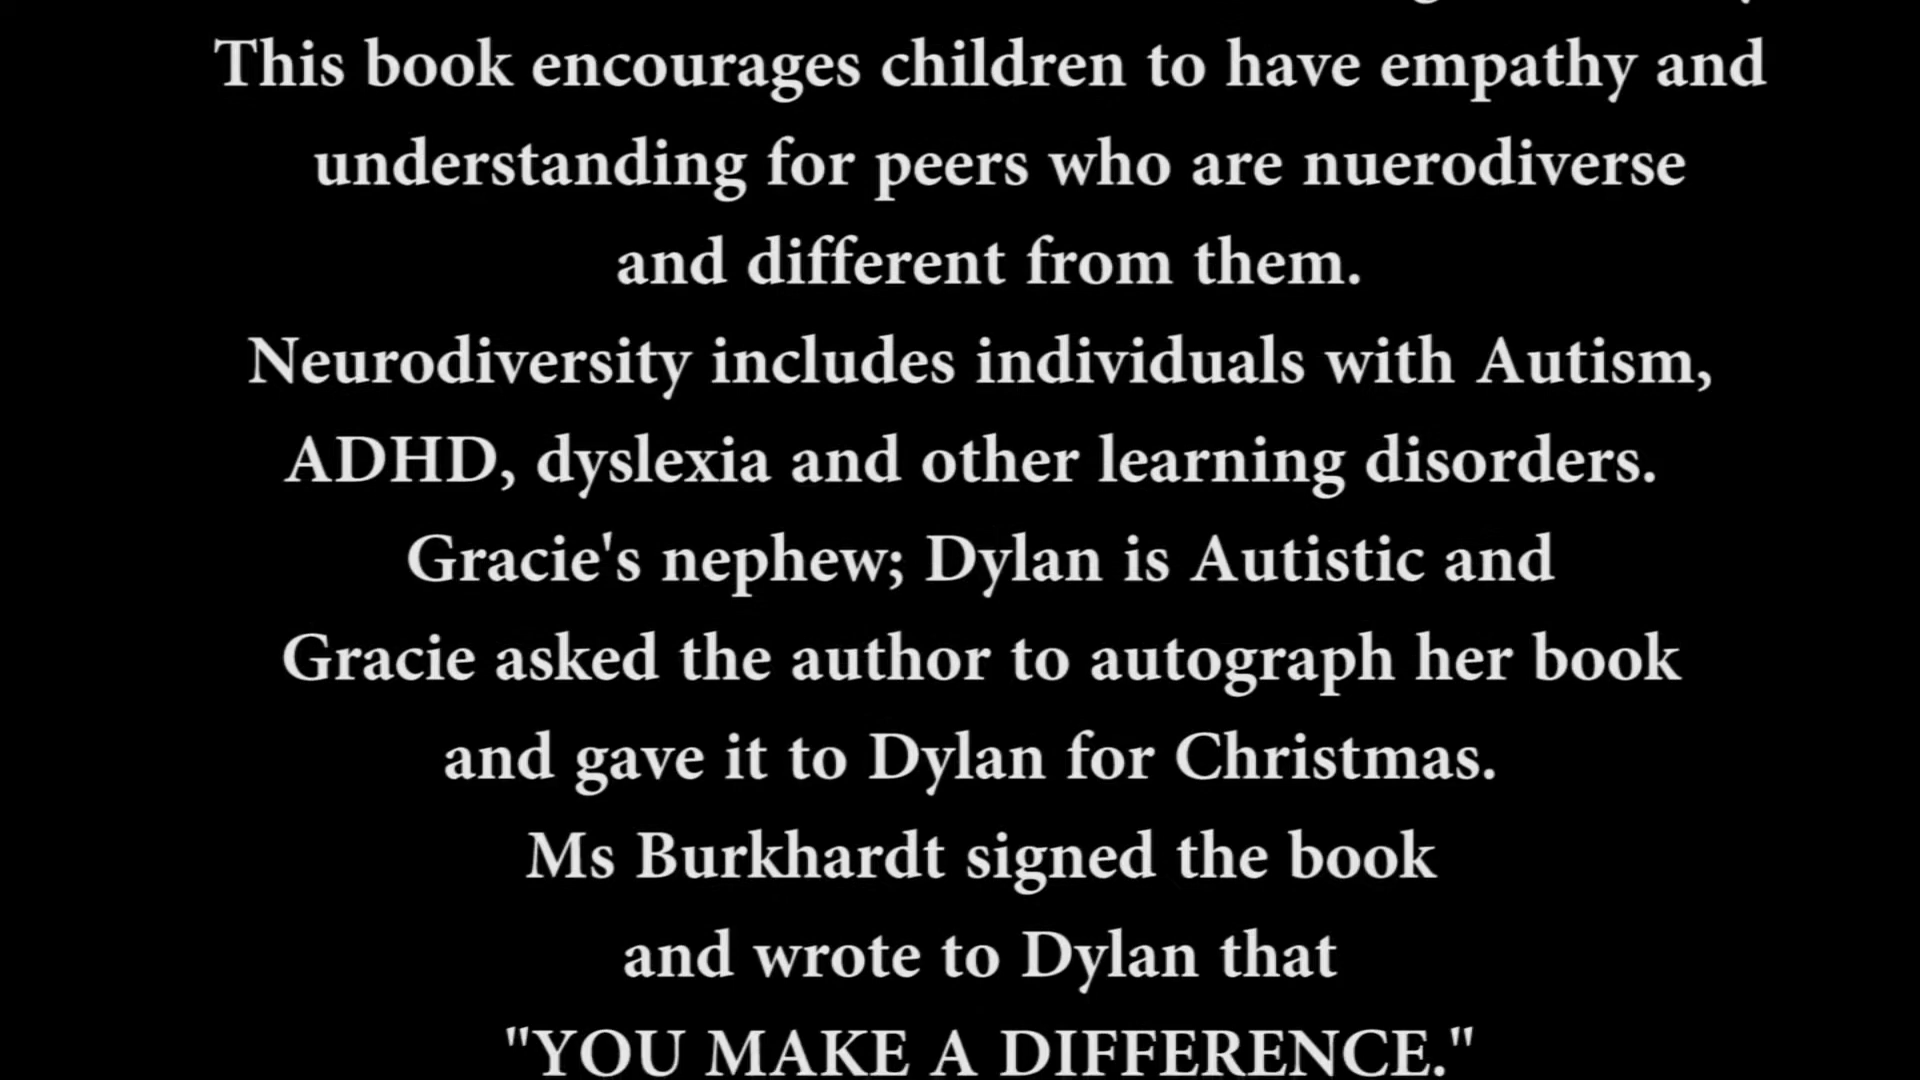 This book encourages children to have empathy and
understanding for peers who are nuerodiverse
and different from them.
Neurodiversity includes individuals with Autism,
ADHD, dyslexia and other learning disorders.
Gracie's nephew; Dylan is Autistic and
Gracie asked the author to autograph her book
and gave it to Dylan for Christmas.
Ms Burkhardt signed the book
and wrote to Dylan that
"YOU MAKE A DIFFERENCE."